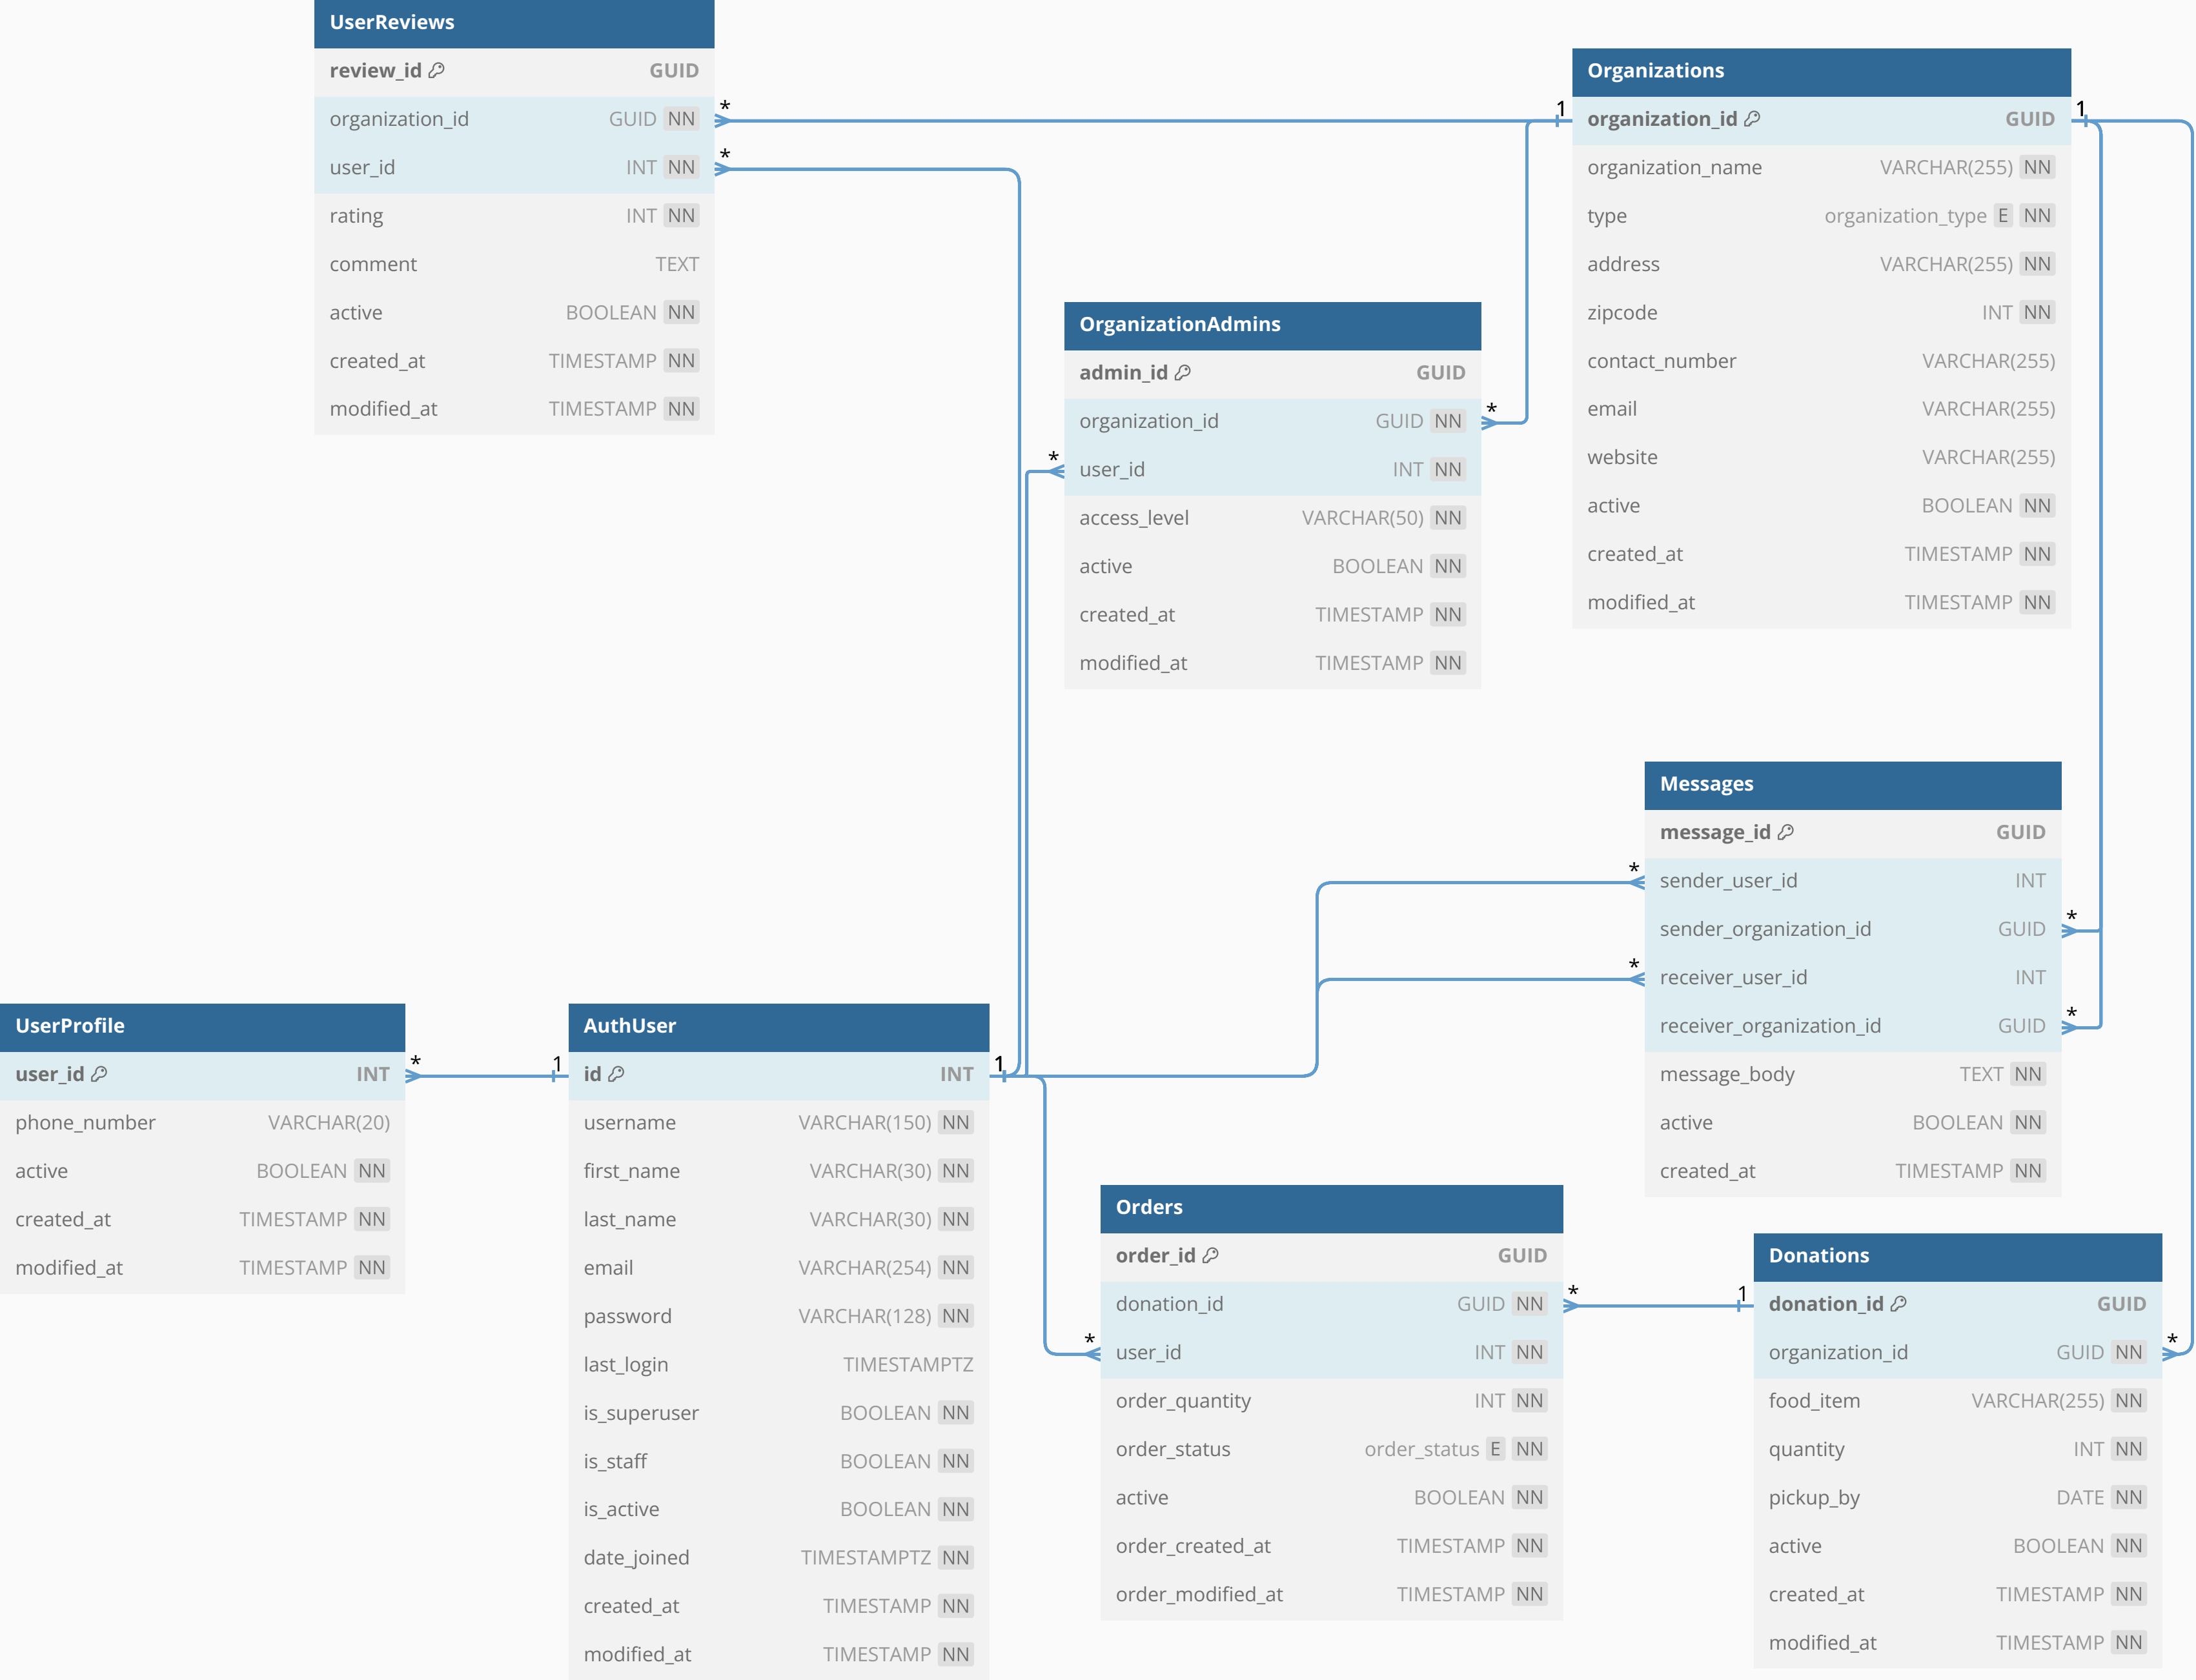 UserReviews
review_id GUID
organization_id GUID NN
user_id INT NN
rating INT NN
comment TEXT
active BOOLEAN NN
created_at TIMESTAMP NN
modified_at TIMESTAMP NN
* 1
*
Organizations
organization_id GUID
organization_name VARCHAR(255) NN
type organization_type E NN
address VARCHAR(255) NN
zipcode INT NN
contact_number VARCHAR(255)
email VARCHAR(255)
website VARCHAR(255)
active BOOLEAN NN
created_at TIMESTAMP NN
modified_at TIMESTAMP NN
1
OrganizationAdmins
admin_id GUID
organization_id GUID NN
user_id INT NN
access_level VARCHAR(50) NN
active BOOLEAN NN
created_at TIMESTAMP NN
modified_at TIMESTAMP NN
*
*
Messages
message_id GUID
sender_user_id INT
sender_organization_id GUID
receiver_user_id INT
receiver_organization_id GUID
message_body TEXT NN
active BOOLEAN NN
created_at TIMESTAMP NN
*
*
*
*
UserProfile
user_id INT
phone_number VARCHAR(20)
active BOOLEAN NN
created_at TIMESTAMP NN
modified_at TIMESTAMP NN
* 1
AuthUser
id INT
username VARCHAR(150) NN
first_name VARCHAR(30) NN
last_name VARCHAR(30) NN
email VARCHAR(254) NN
password VARCHAR(128) NN
last_login TIMESTAMPTZ
is_superuser BOOLEAN NN
is_staff BOOLEAN NN
is_active BOOLEAN NN
date_joined TIMESTAMPTZ NN
created_at TIMESTAMP NN
modified_at TIMESTAMP NN
1
Orders
order_id GUID
donation_id GUID NN
user_id INT NN
order_quantity INT NN
order_status order_status E NN
active BOOLEAN NN
order_created_at TIMESTAMP NN
order_modified_at TIMESTAMP NN
*
* 1
Donations
donation_id GUID
organization_id GUID NN
food_item VARCHAR(255) NN
quantity INT NN
pickup_by DATE NN
active BOOLEAN NN
created_at TIMESTAMP NN
modified_at TIMESTAMP NN
*